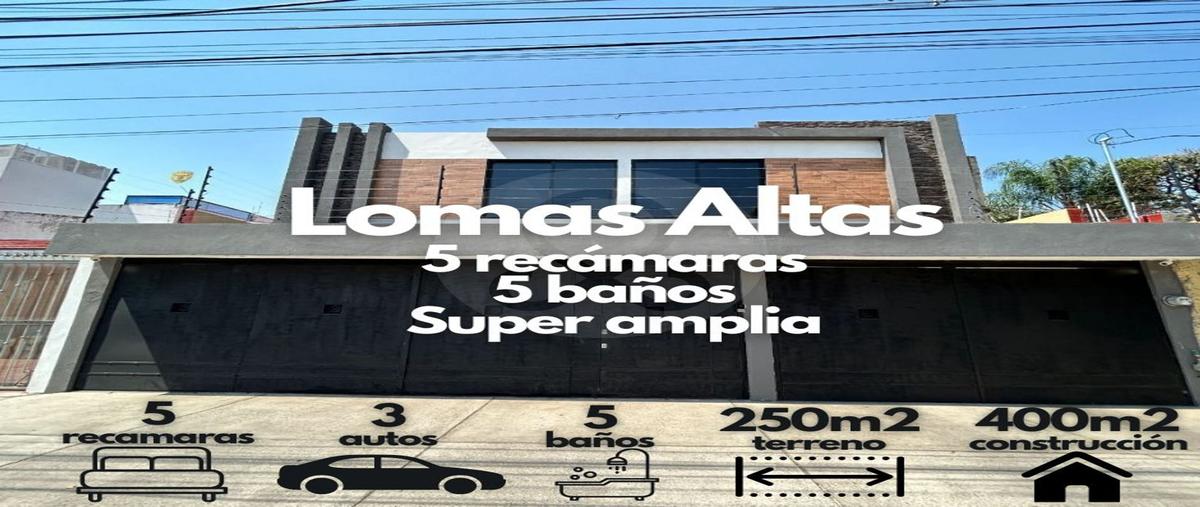 Lomas Altas
5 recámaras
5 baños
Super amplia
5 3 5 250m2 400m2
recamaras autos baños terreno construcción